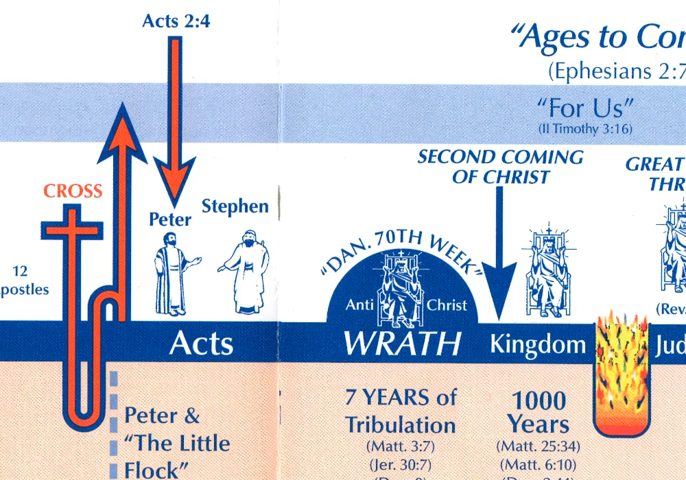 Acts 2:4
"Ages to Co
(Ephesians 2:7
"For Us"
(II Timothy 3:16)
SECOND COMING
OF CHRIST
GREAT
THR
CROSS
Peter
Stephen
12
postles
"DAN. 70TH WEEK"
Anti Christ
(Rev.
Acts
WRATH
Kingdom
Jud
Peter &
"The Little
Flock"
7 YEARS of
Tribulation
(Matt. 3:7)
(Jer. 30:7)
1000
Years
(Matt. 25:34)
(Matt. 6:10)